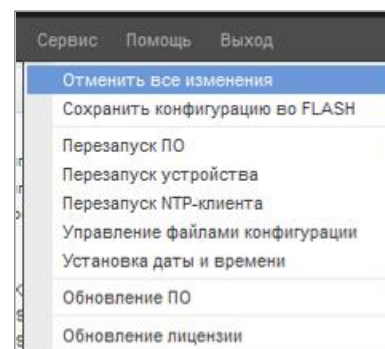 Сервис Помощь Выход
Отменить все изменения
Сохранить конфигурацию во FLASH
Перезапуск ПО
Перезапуск устройства
Перезапуск NTP-клиента
Управление файлами конфигурации
Установка даты и времени
Обновление ПО
Обновление лицензии